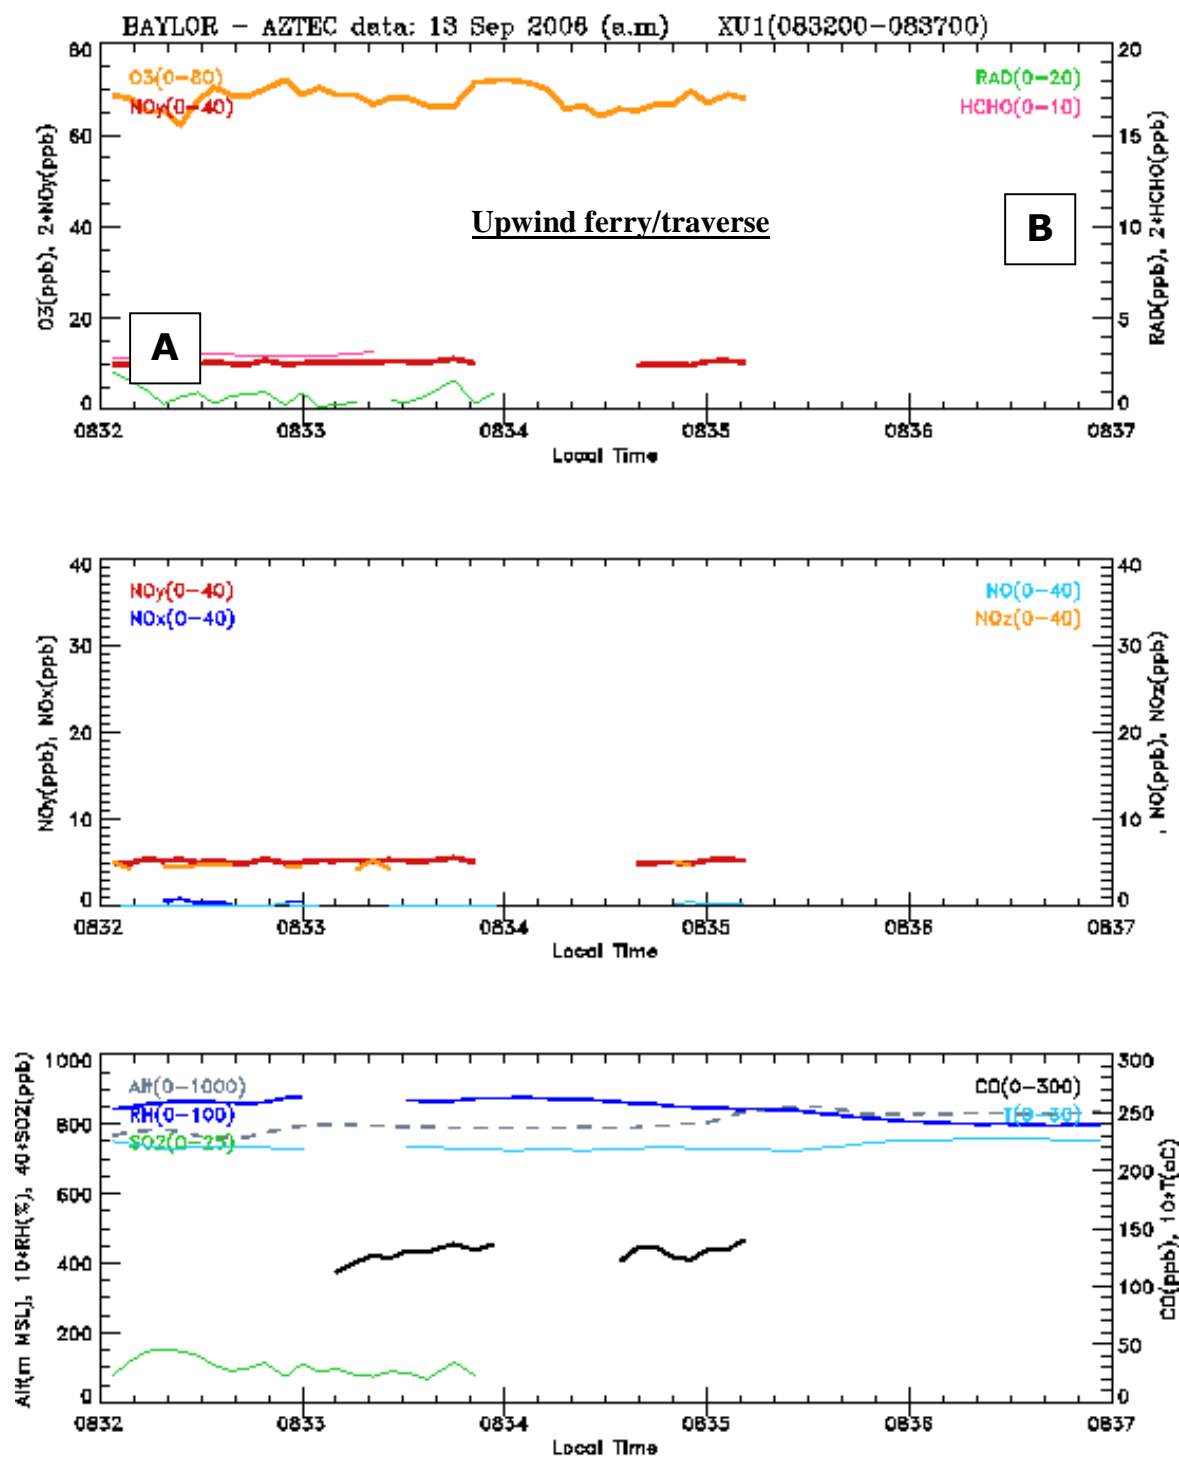 BAYLOR - AZTEC data: 13 Sep 2006 (a.m) XU1(083200-083700)
80 20
O3(0-80) RAD(0-20)
NOy(0-40) HCHO(0-10)
60 15
Upwind ferry/traverse
B
40 10
20 5
A
0 0
O3(ppb), 2*NOy(ppb)
RAD(ppb), 2*HCHO(ppb)
0832 0833 0834 0835 0836 0837
Local Time
40 40
NOy(0-40) NO(0-40)
NOx(0-40) NOz(0-40)
30 30
20 20
10 10
0 0
NOy(ppb), NOx(ppb)
, NO(ppb), NOz(ppb)
0832 0833 0834 0835 0836 0837
Local Time
1000 300
Alt(0-1000) CO(0-300)
RH(0-100) T(0-30)
800 250
SO2(0-25)
200
600
150
400
100
200
50
0 0
Alt(m MSL), 10*RH(%), 40*SO2(ppb)
CO(ppb), 10*T(oC)
0832 0833 0834 0835 0836 0837
Local Time